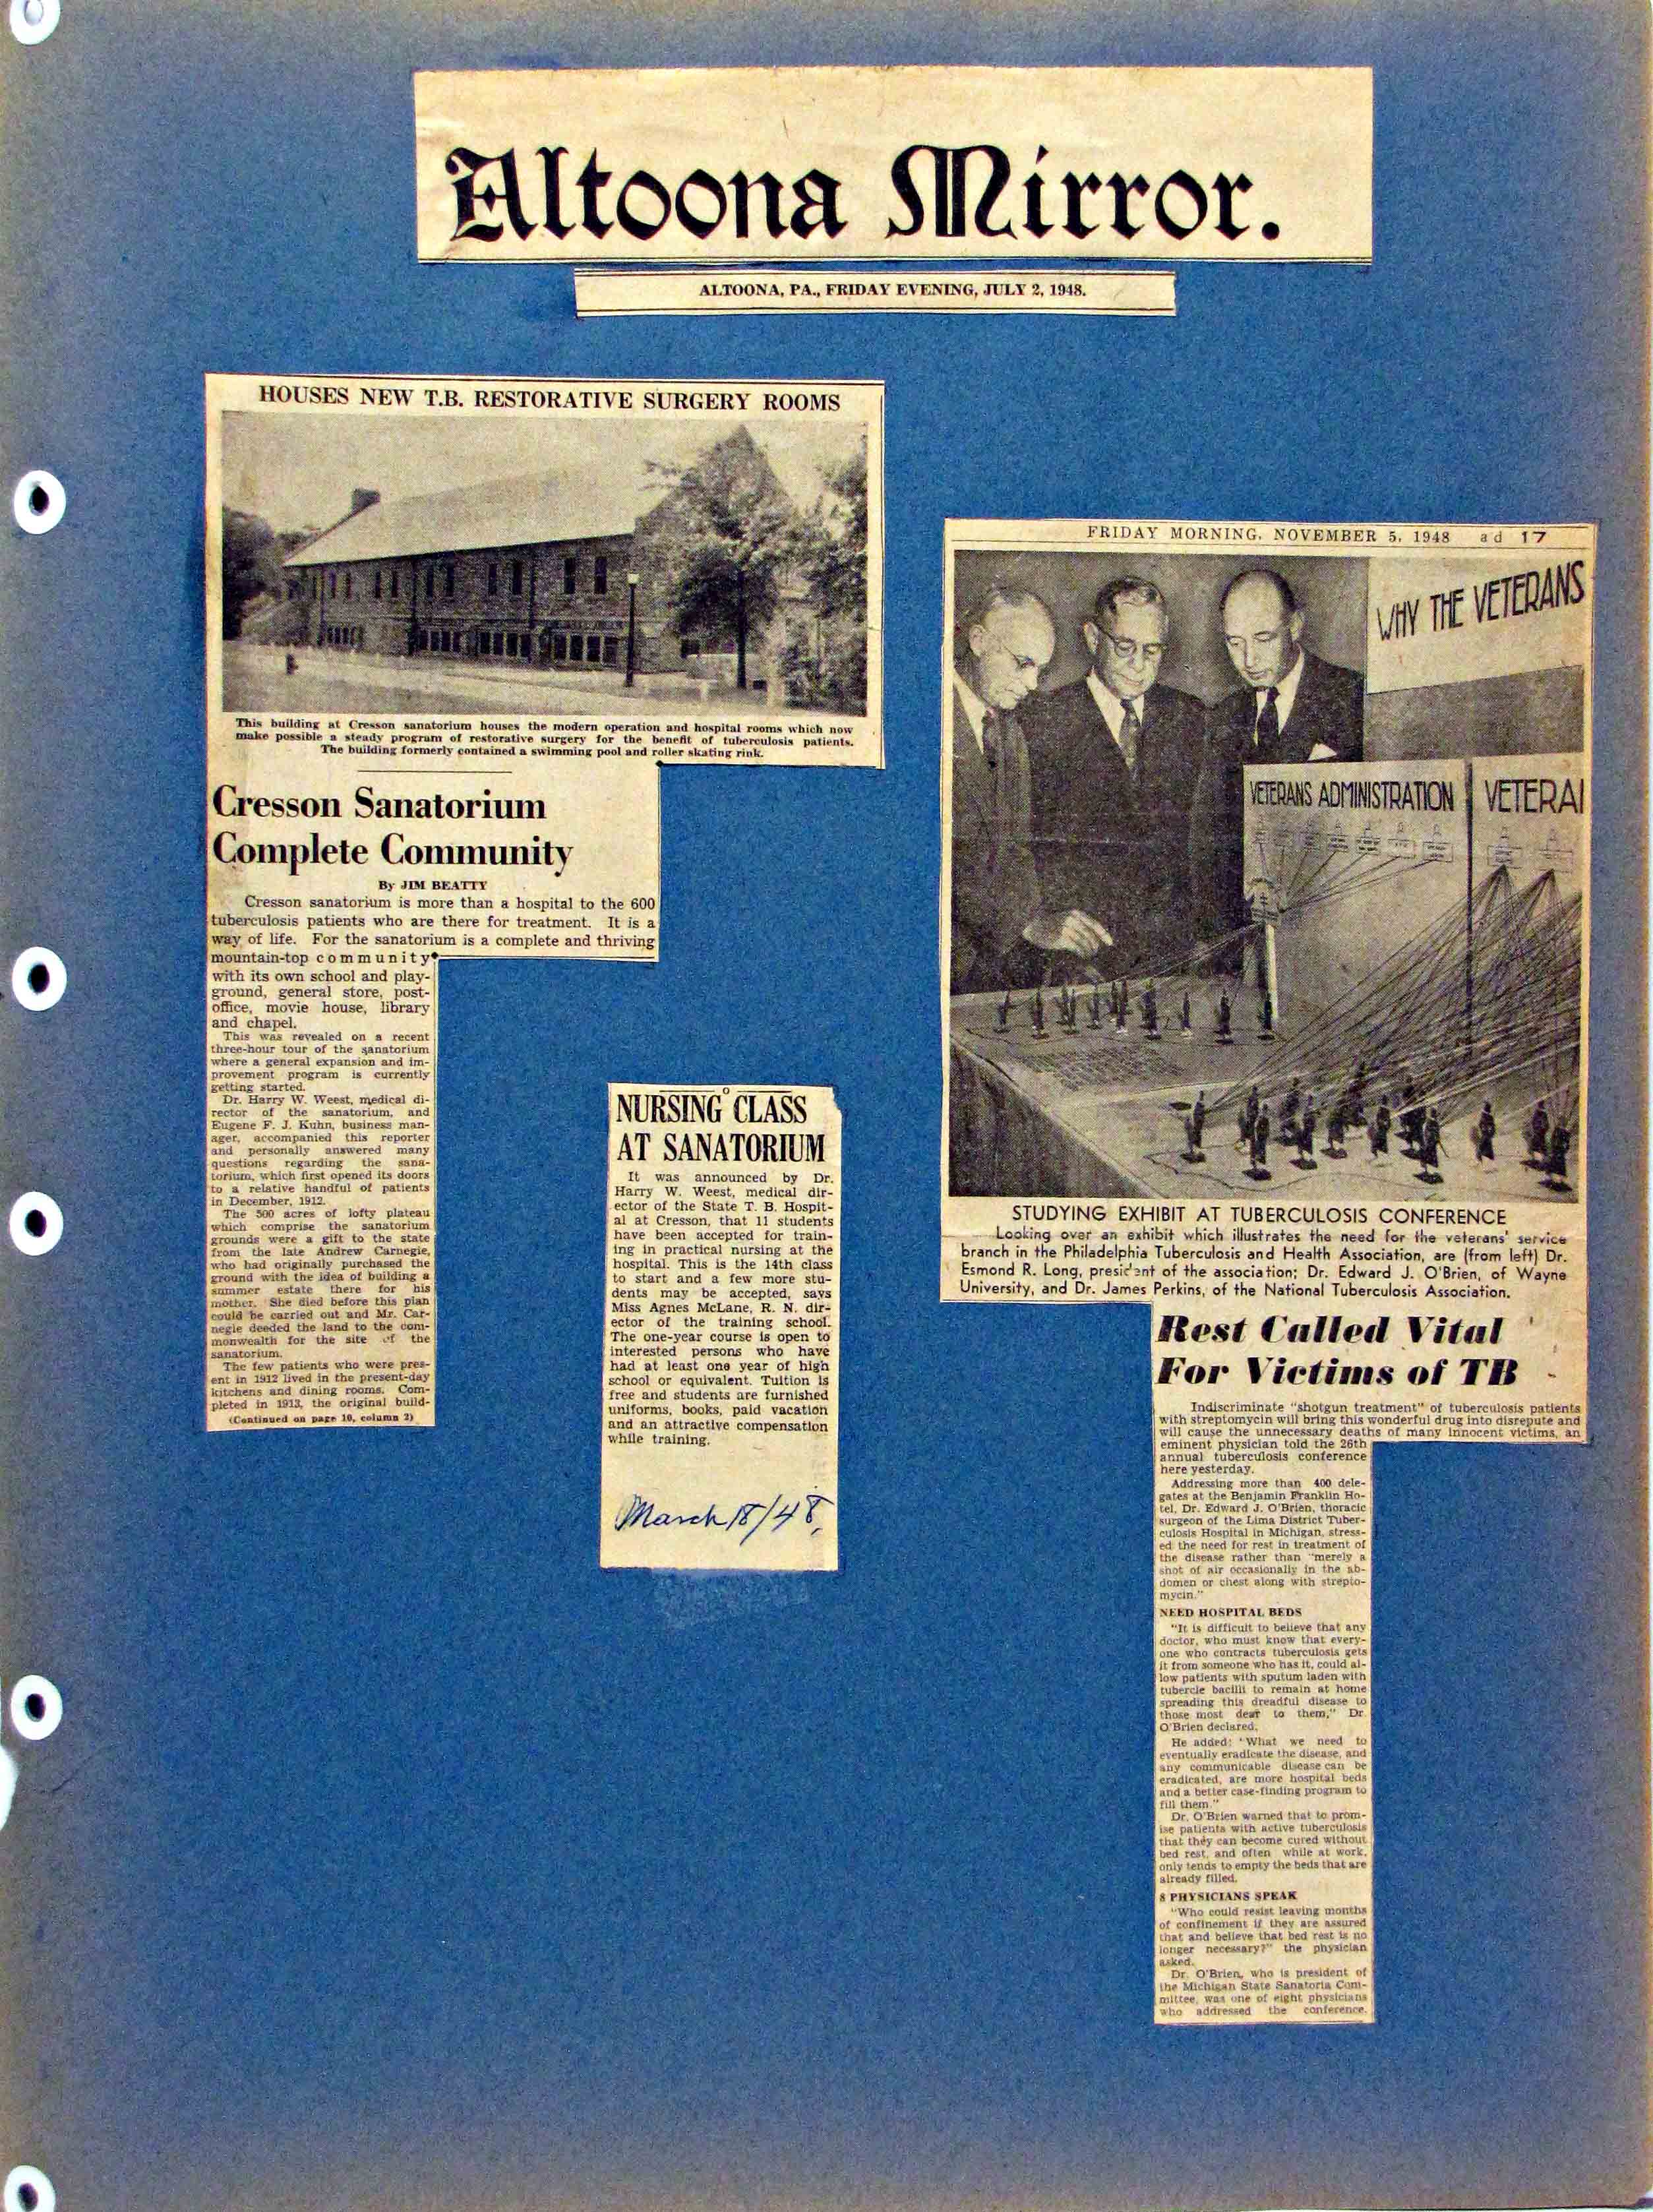 Altoona Mirror.
ALTOONA, PA., FRIDAY EVENING, JULY 2, 1948.
HOUSES NEW T.B. RESTORATIVE SURGERY ROOMS
This building at Cresson sanatorium houses the modern operation and hospital rooms which now
make possible a steady program of restorative surgery for the benefit of tuberculosis patients.
The building formerly contained a swimming pool and roller skating rink.
Cresson Sanatorium
Complete Community
By JIM BEATTY
Cresson sanatorium is more than a hospital to the 600
tuberculosis patients who are there for treatment. It is a
way of life. For the sanatorium is a complete and thriving
mountain-top community
with its own school and play-
ground, general store, post-
office, movie house, library
and chapel.
This was revealed on a recent
three-hour tour of the sanatorium
where a general expansion and im-
provement program is currently
getting started.
Dr. Harry W. Weest, medical di-
rector of the sanatorium, and
Eugene F. J. Kuhn, business man-
ager, accompanied this reporter
and personally answered many
questions regarding the sana-
torium, which first opened its doors
to a relative handful of patients
in December, 1912.
The 500 acres of lofty plateau
which comprise the sanatorium
grounds were a gift to the state
from the late Andrew Carnegie,
who had originally purchased the
ground with the idea of building a
summer estate there for his
mother. She died before this plan
could be carried out and Mr. Car-
negie deeded the land to the com-
monwealth for the site of the
sanatorium.
The few patients who were pres-
ent in 1912 lived in the present-day
kitchens and dining rooms. Com-
pleted in 1913, the original build-
(Continued on page 10, column 2)
NURSING CLASS
AT SANATORIUM
It was announced by Dr.
Harry W. Weest, medical dir-
ector of the State T. B. Hospit-
al at Cresson, that 11 students
have been accepted for train-
ing in practical nursing at the
hospital. This is the 14th class
to start and a few more stu-
dents may be accepted, says
Miss Agnes McLane, R. N. dir-
ector of the training school.
The one-year course is open to
interested persons who have
had at least one year of high
school or equivalent. Tuition is
free and students are furnished
uniforms, books, paid vacation
and an attractive compensation
while training.
March 18/48.
FRIDAY MORNING, NOVEMBER 5, 1948 ad 17
WHY THE VETERANS
VETERANS ADMINISTRATION VETERAI
STUDYING EXHIBIT AT TUBERCULOSIS CONFERENCE
Looking over an exhibit which illustrates the need for the veterans' service
branch in the Philadelphia Tuberculosis and Health Association, are (from left) Dr.
Esmond R. Long, president of the association; Dr. Edward J. O'Brien, of Wayne
University, and Dr. James Perkins, of the National Tuberculosis Association.
Rest Called Vital
For Victims of TB
Indiscriminate "shotgun treatment" of tuberculosis patients
with streptomycin will bring this wonderful drug into disrepute and
will cause the unnecessary deaths of many innocent victims, an
eminent physician told the 26th
annual tuberculosis conference
here yesterday.
Addressing more than 400 dele-
gates at the Benjamin Franklin Ho-
tel, Dr. Edward J. O'Brien, thoracic
surgeon of the Lima District Tuber-
culosis Hospital in Michigan, stress-
ed the need for rest in treatment of
the disease rather than "merely a
shot of air occasionally in the ab-
domen or chest along with strepto-
mycin."
NEED HOSPITAL BEDS
"It is difficult to believe that any
doctor, who must know that every-
one who contracts tuberculosis gets
it from someone who has it, could al-
low patients with sputum laden with
tubercle bacilli to remain at home
spreading this dreadful disease to
those most dear to them," Dr.
O'Brien declared.
He added: "What we need to
eventually eradicate the disease, and
any communicable disease can be
eradicated, are more hospital beds
and a better case-finding program to
fill them."
Dr. O'Brien warned that to prom-
ise patients with active tuberculosis
that they can become cured without
bed rest, and often while at work,
only tends to empty the beds that are
already filled.
8 PHYSICIANS SPEAK
"Who could resist leaving months
of confinement if they are assured
that and believe that bed rest is no
longer necessary?" the physician
asked.
Dr. O'Brien, who is president of
the Michigan State Sanatoria Com-
mittee, was one of eight physicians
who addressed the conference.